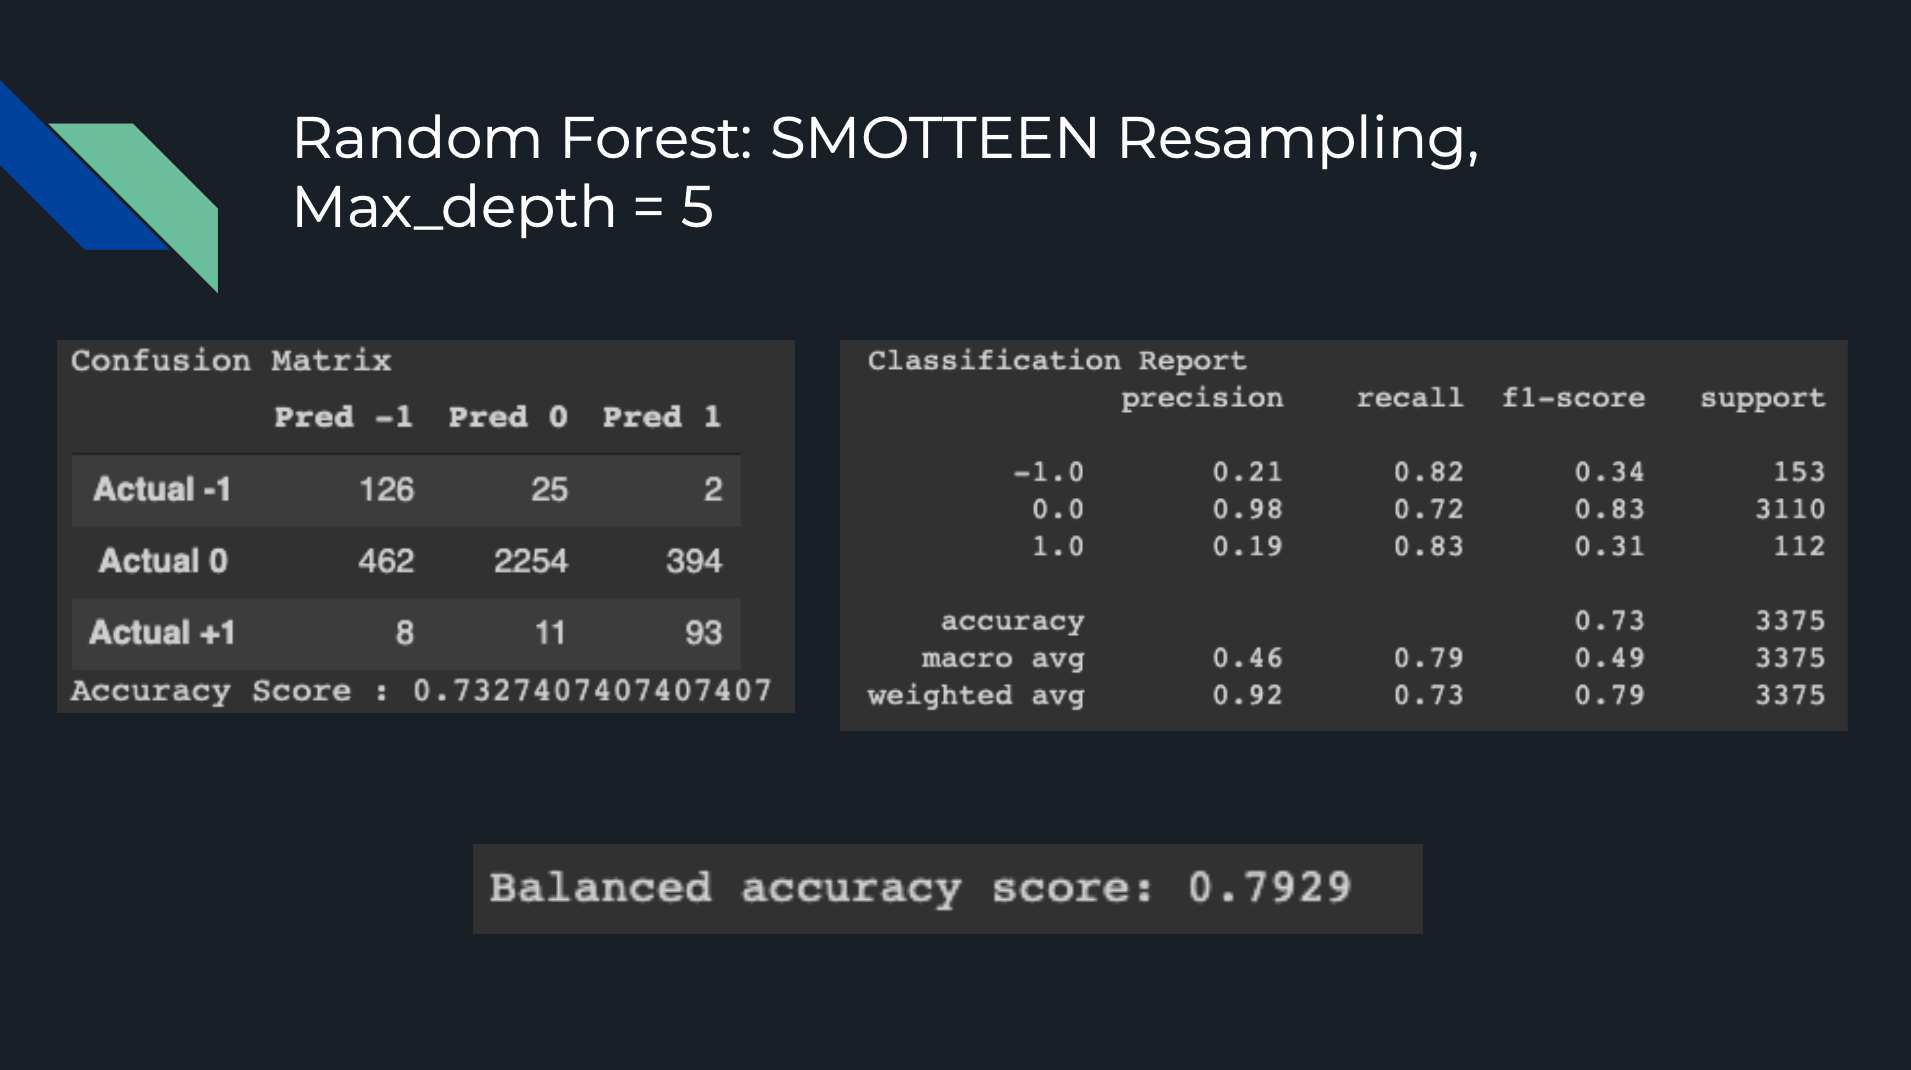 Random Forest: SMOTTEEN Resampling,
Max_depth = 5
Confusion Matrix
Pred -1 Pred 0 Pred 1
Actual -1 126 25 2
Actual 0 462 2254 394
Actual +1 8 11 93
Accuracy Score : 0.7327407407407407
Classification Report
precision recall f1-score support
-1.0 0.21 0.82 0.34 153
0.0 0.98 0.72 0.83 3110
1.0 0.19 0.83 0.31 112
accuracy 0.73 3375
macro avg 0.46 0.79 0.49 3375
weighted avg 0.92 0.73 0.79 3375
Balanced accuracy score: 0.7929